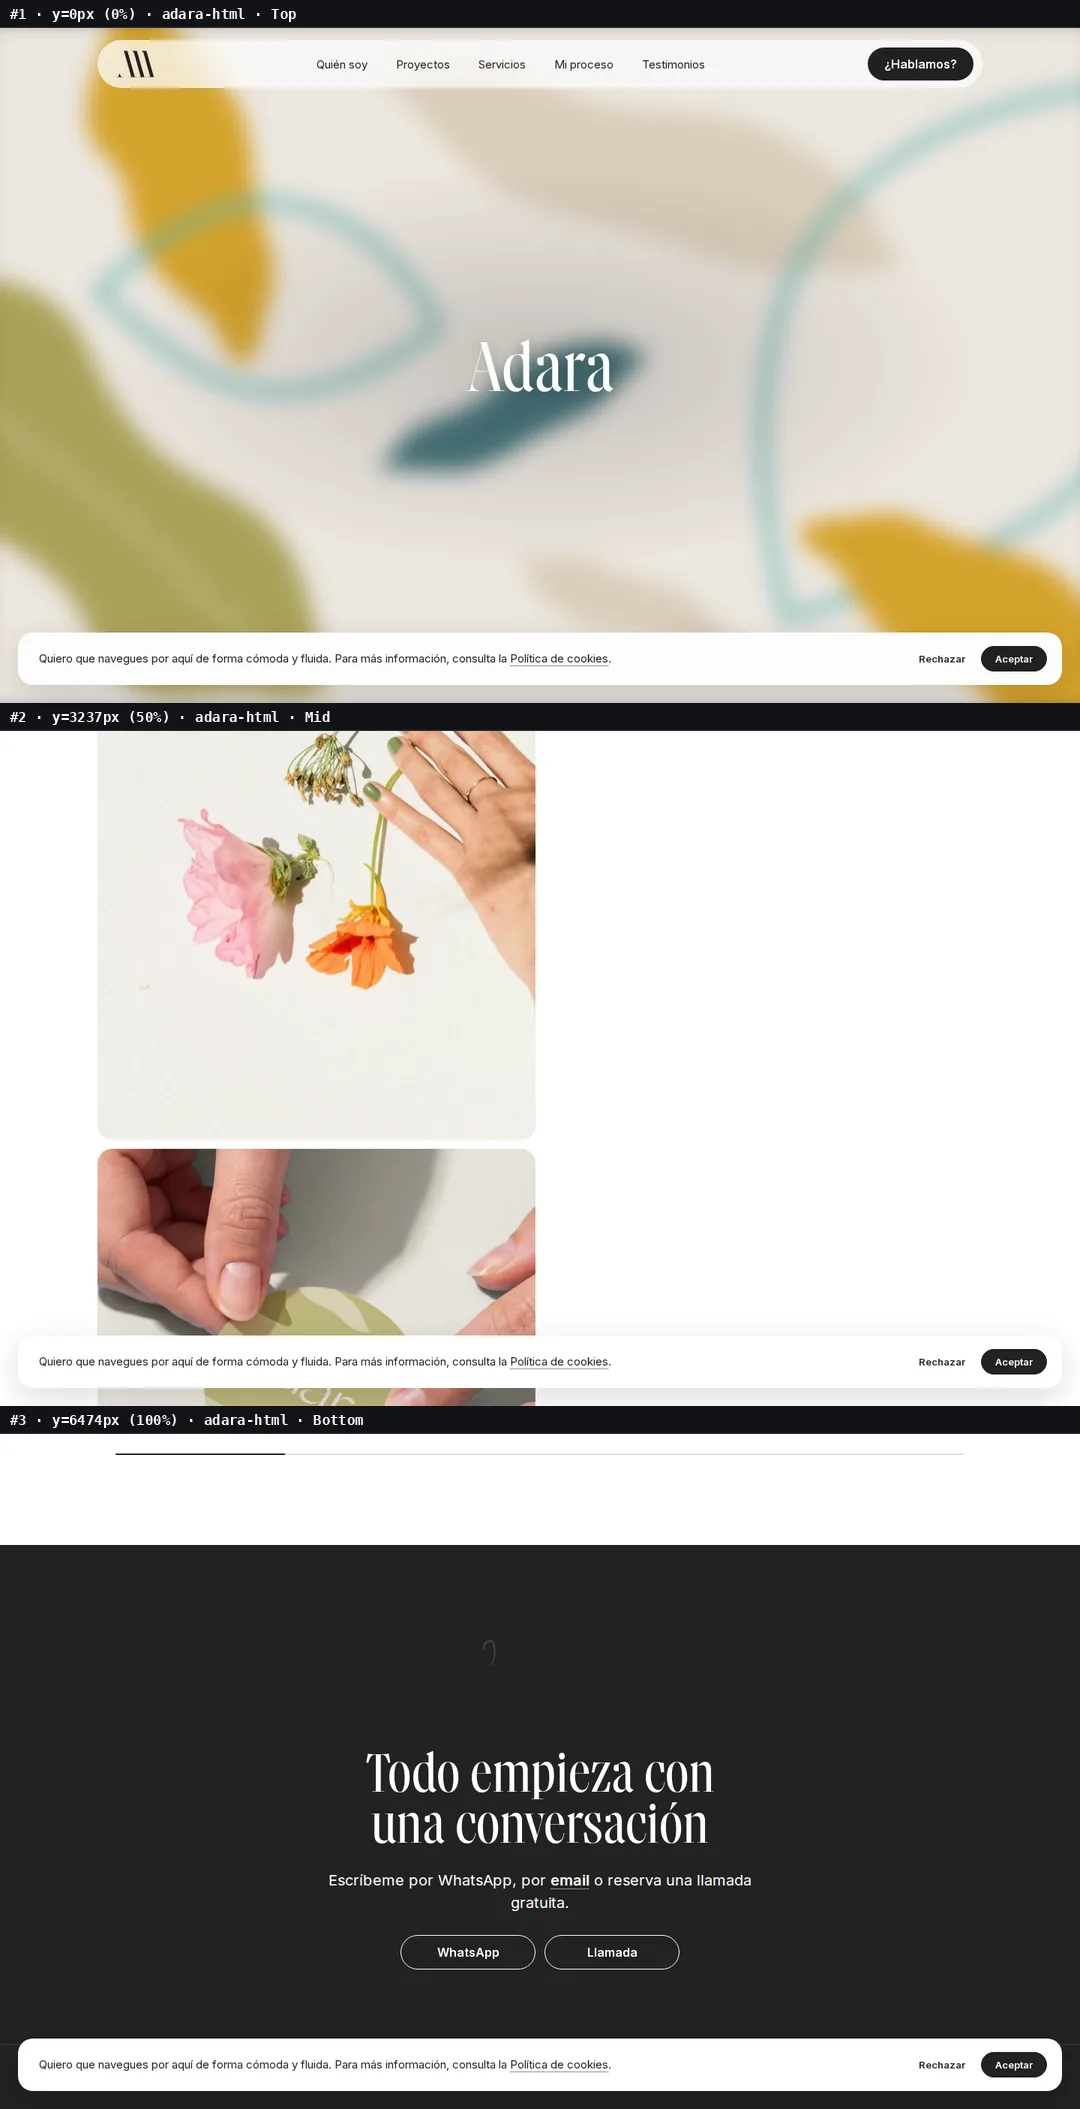 #1 · y=0px (0%) · adara-html · Top
Quién soy Proyectos Servicios Mi proceso Testimonios ¿Hablamos?
Adara
Quiero que navegues por aquí de forma cómoda y fluida. Para más información, consulta la Política de cookies. Rechazar Aceptar
#2 · y=3237px (50%) · adara-html · Mid
Quiero que navegues por aquí de forma cómoda y fluida. Para más información, consulta la Política de cookies. Rechazar Aceptar
#3 · y=6474px (100%) · adara-html · Bottom
Todo empieza con
una conversación
Escríbeme por WhatsApp, por email o reserva una llamada
gratuita.
WhatsApp Llamada
Quiero que navegues por aquí de forma cómoda y fluida. Para más información, consulta la Política de cookies. Rechazar Aceptar